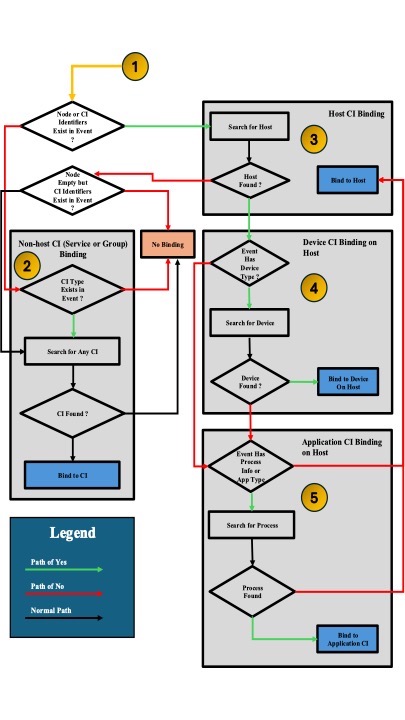 1
Node or CI
Identifiers
Exist in Event
?
Host CI Binding
Search for Host
3
Host
Found ?
Bind to Host
Node
Empty but
CI Identifiers
Exist in Event
?
No Binding
Non-host CI (Service or Group)
Binding
2
CI Type
Exists in
Event ?
Search for Any CI
CI Found ?
Bind to CI
Device CI Binding on
Host
Event
Has
Device
Type ?
4
Search for Device
Device
Found ?
Bind to Device
On Host
Application CI Binding
on Host
Event Has
Process
Info or
App Type
5
Search for Process
Process
Found
Bind to
Application CI
Legend
Path of Yes
Path of No
Normal Path